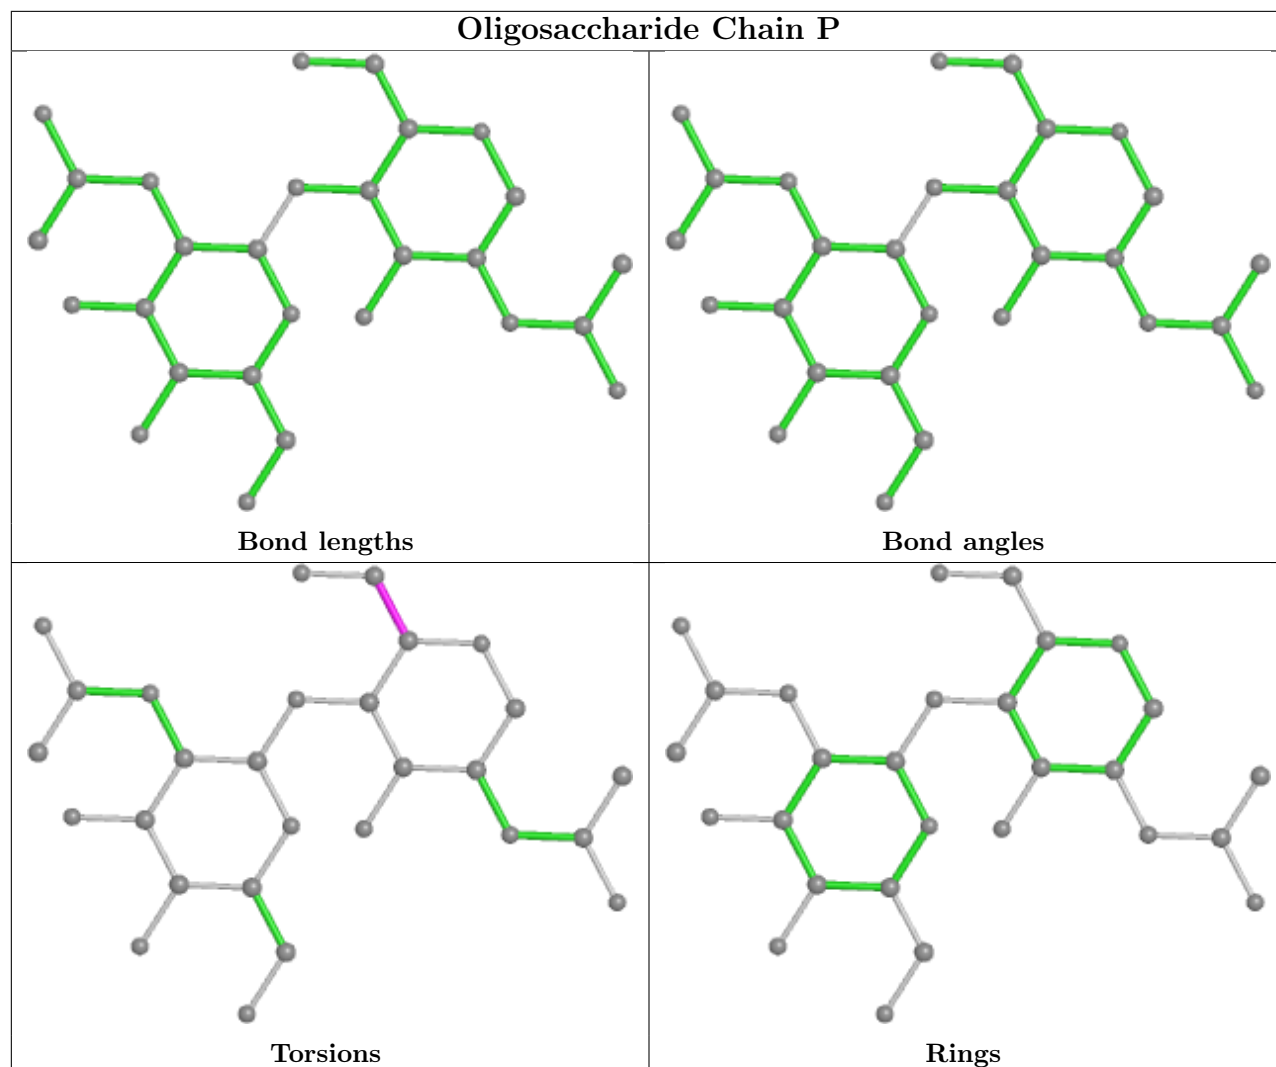 Oligosaccharide Chain P
Bond lengths
Bond angles
Torsions
Rings